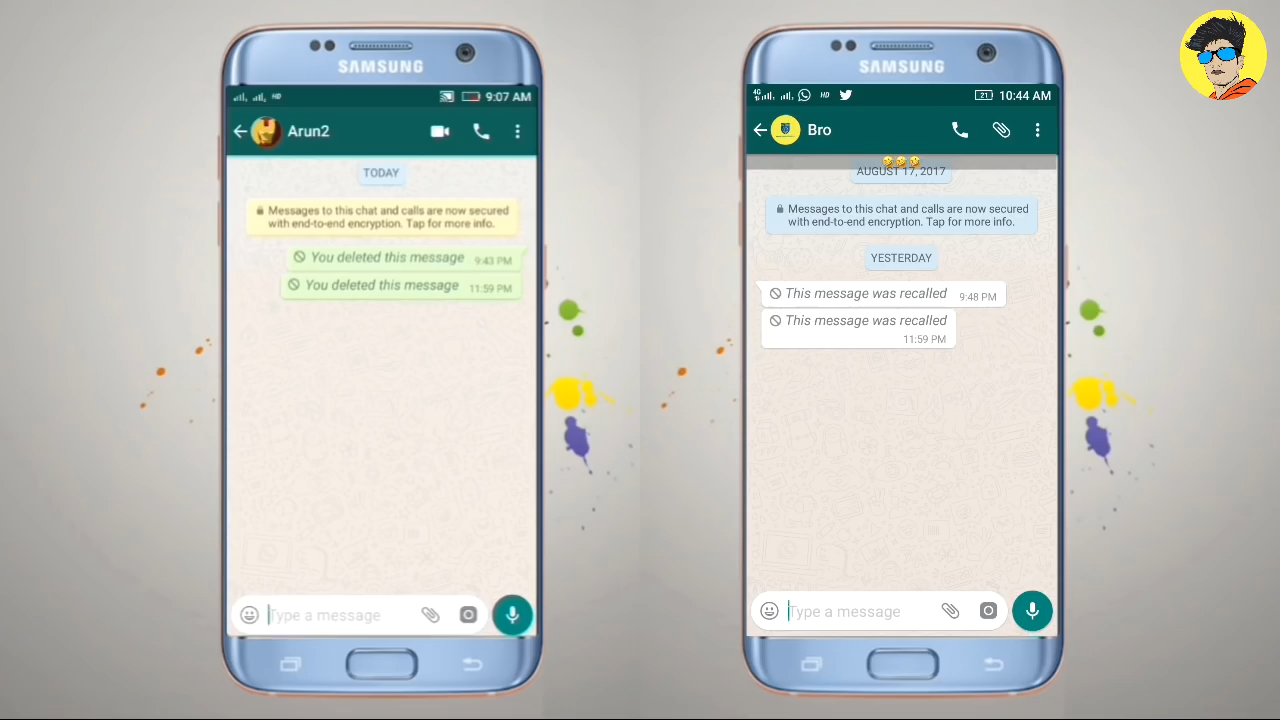 SAMSUNG
HD
9:07 AM
Arun2
TODAY
Messages to this chat and calls are now secured
with end-to-end encryption. Tap for more info.
You deleted this message 9:43 PM
You deleted this message 11:59 PM
Type a message
SAMSUNG
4G HD 21 10:44 AM
Bro
AUGUST 17, 2017
Messages to this chat and calls are now secured
with end-to-end encryption. Tap for more info.
YESTERDAY
This message was recalled 9:48 PM
This message was recalled
11:59 PM
Type a message